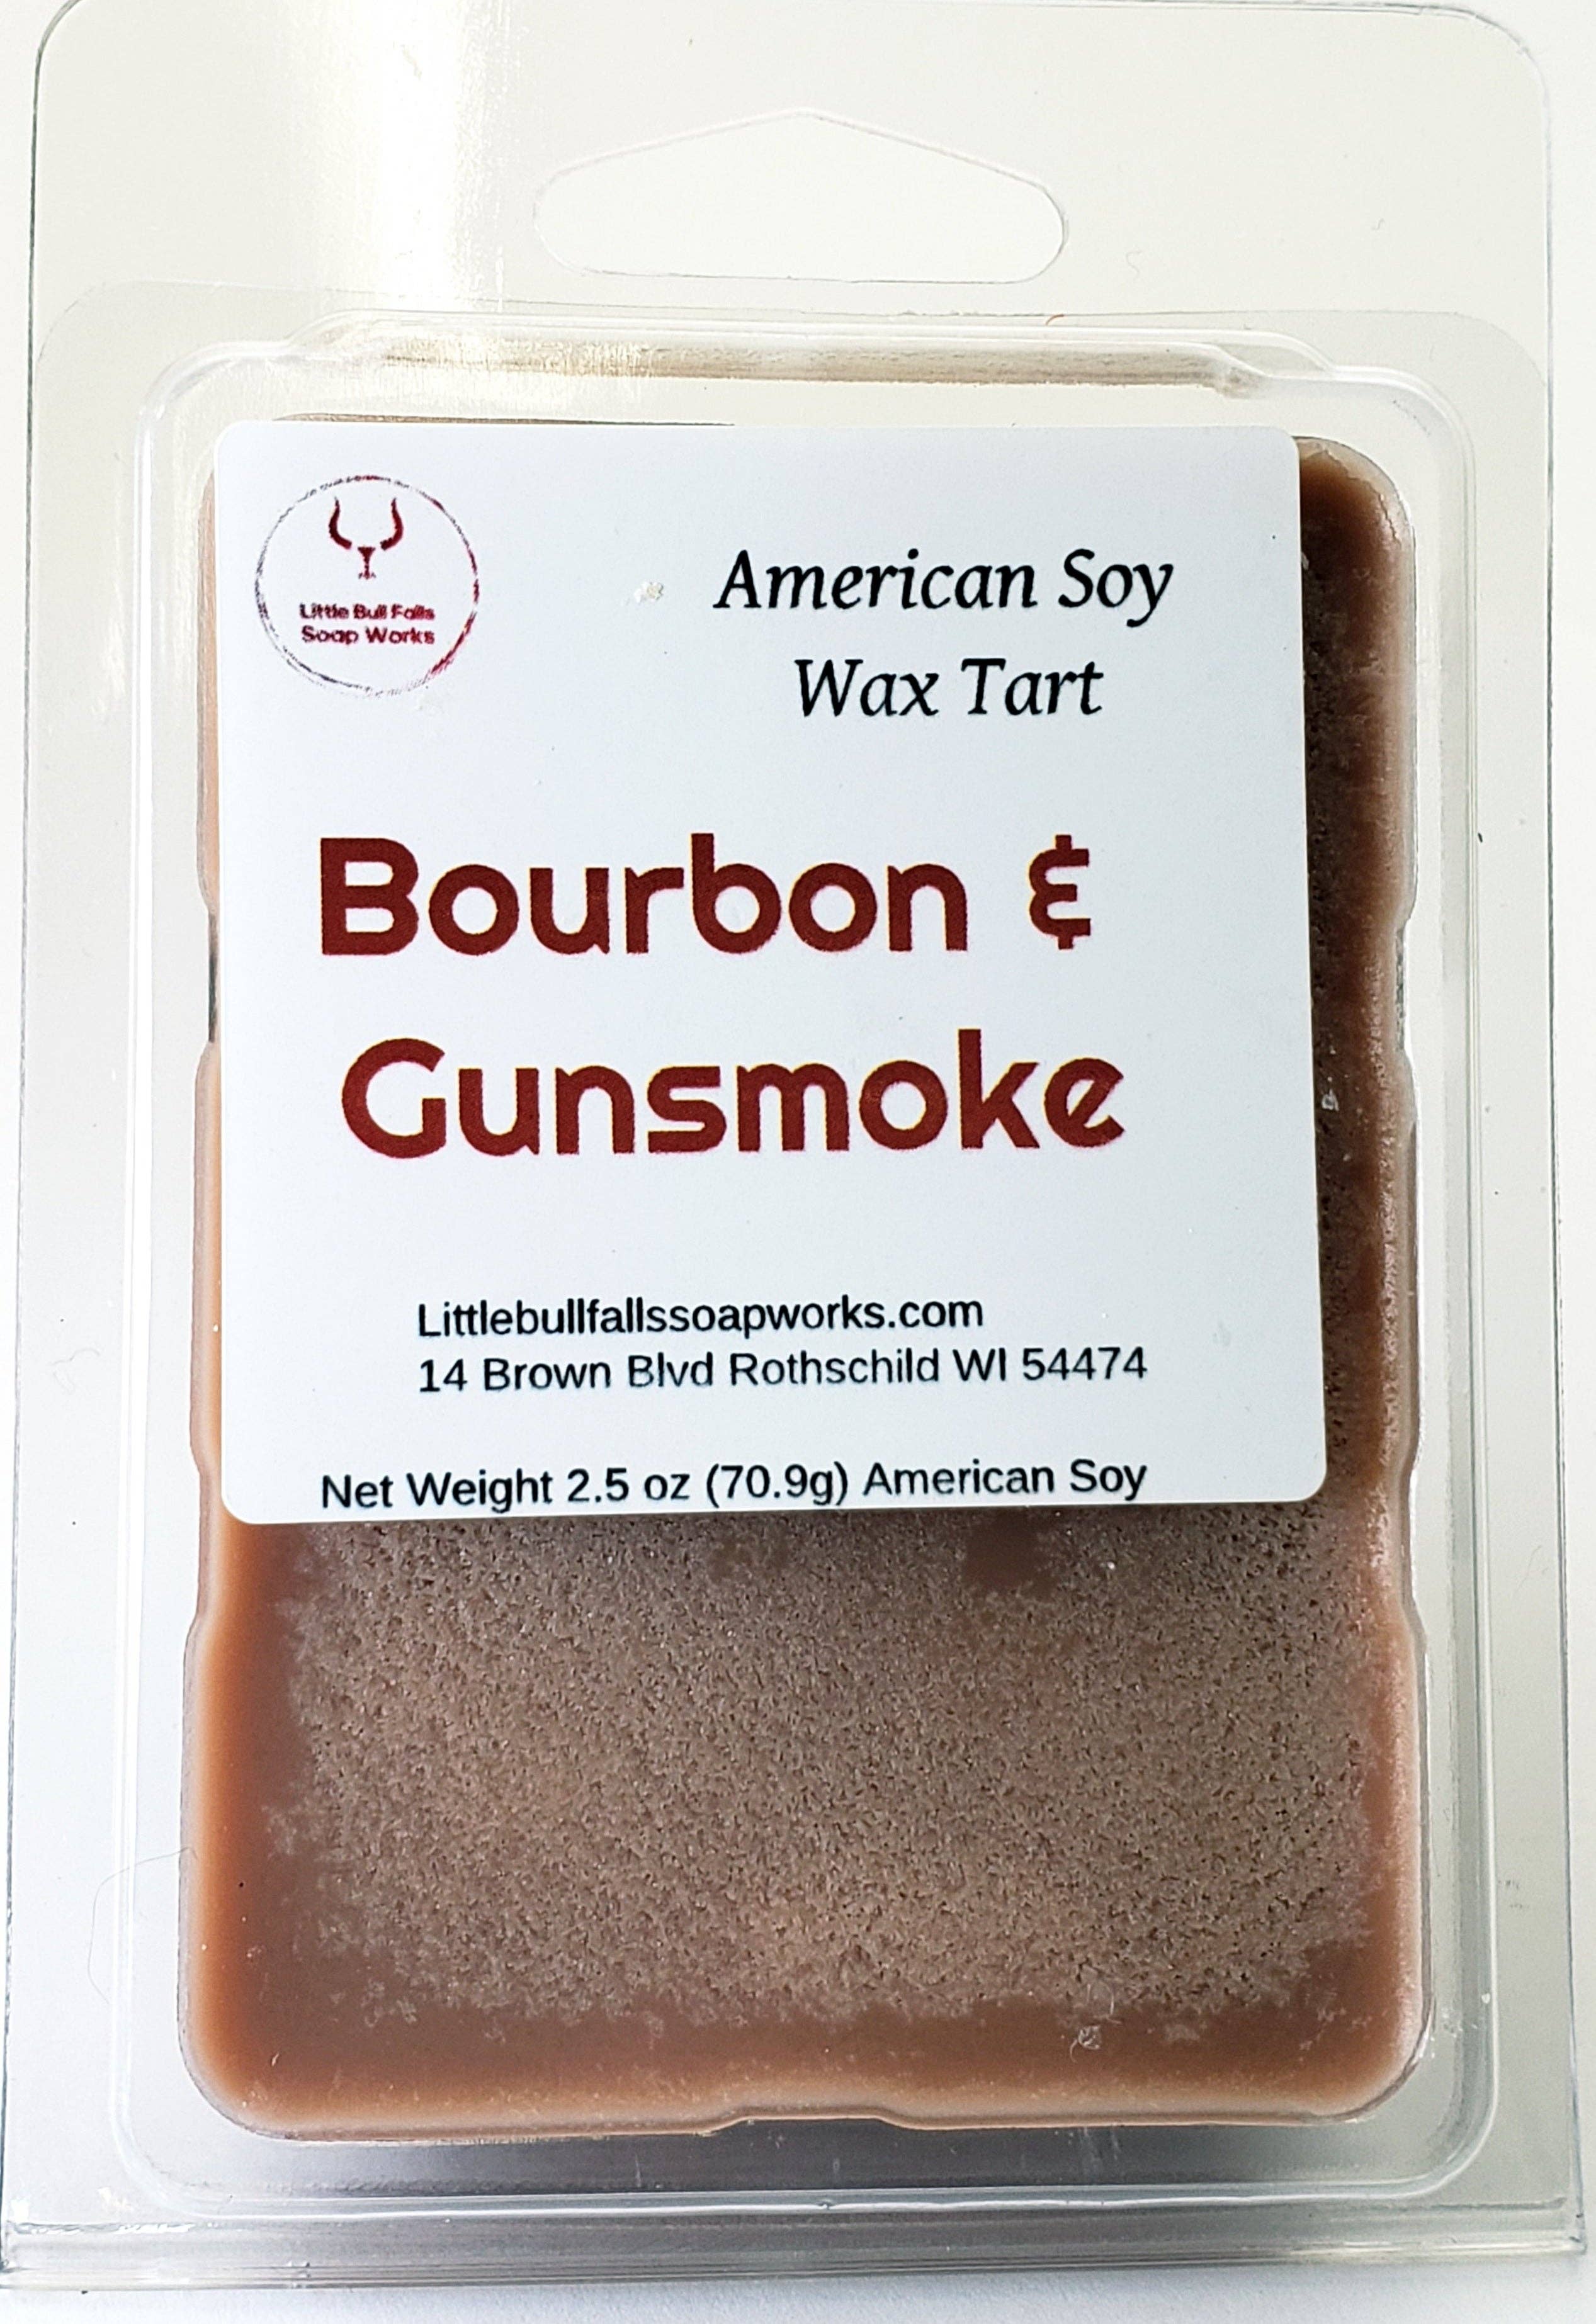 Little Bull Falls
Soap Works
American Soy
Wax Tart
Bourbon &
Gunsmoke
Littlebullfallssoapworks.com
14 Brown Blvd Rothschild WI 54474
Net Weight 2.5 oz (70.9g) American Soy